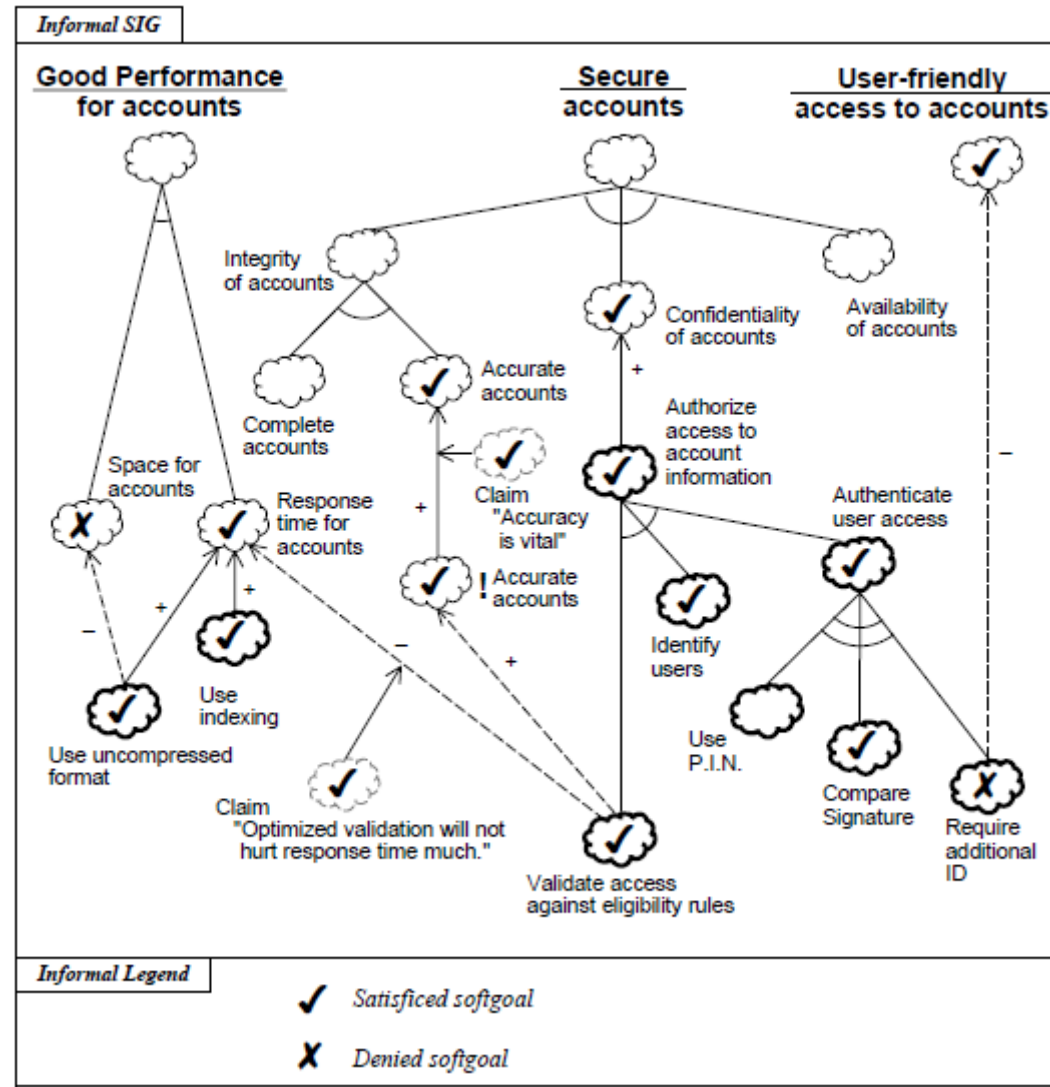 Informal SIG
Good Performance
for accounts
Secure
accounts
User-friendly
access to accounts
Integrity
of accounts
Confidentiality
of accounts
Availability
of accounts
Complete
accounts
Accurate
accounts
+
Authorize
access to
account
information
Space for
accounts
Response
time for
accounts
+
Claim
"Accuracy
is vital"
Authenticate
user access
–
! Accurate
accounts
–
+
+
Use
indexing
–
+
Identify
users
Use uncompressed
format
Use
P.I.N.
Compare
Signature
Require
additional
ID
Claim
"Optimized validation will not
hurt response time much."
Validate access
against eligibility rules
Informal Legend
Satisficed softgoal
Denied softgoal